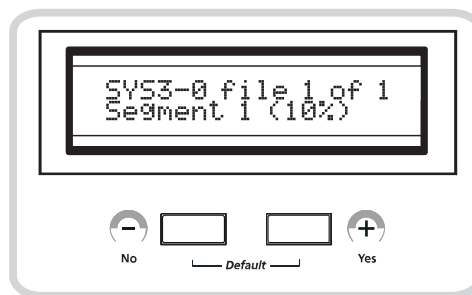 SYS3-0 file 1 of 1
Segment 1 (10%)
− +
No Yes
Default